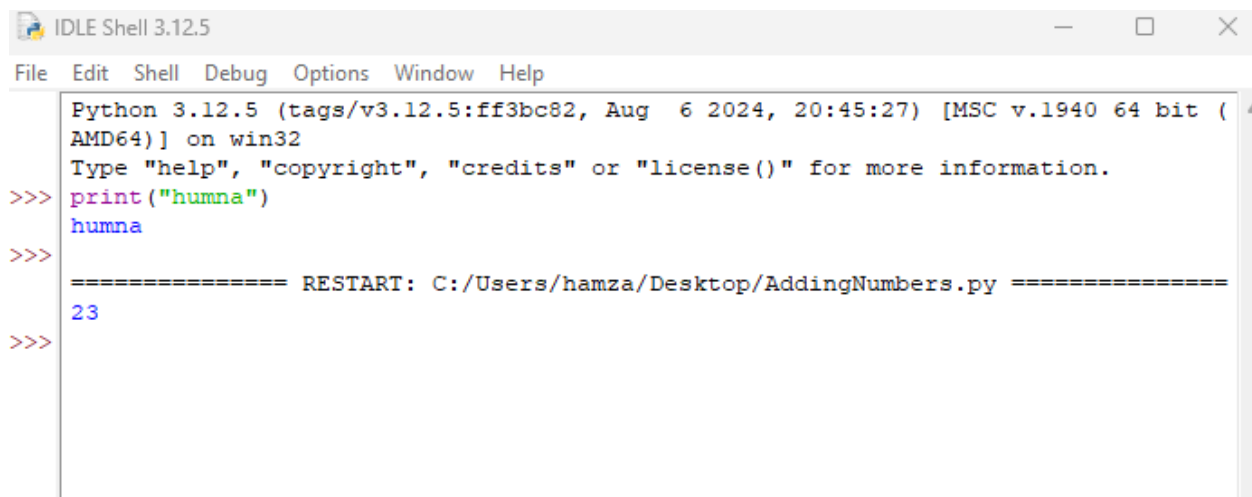 IDLE Shell 3.12.5
File Edit Shell Debug Options Window Help
Python 3.12.5 (tags/v3.12.5:ff3bc82, Aug  6 2024, 20:45:27) [MSC v.1940 64 bit (
AMD64)] on win32
Type "help", "copyright", "credits" or "license()" for more information.
>>> print("humna")
humna
>>>
=============== RESTART: C:/Users/hamza/Desktop/AddingNumbers.py ===============
23
>>>